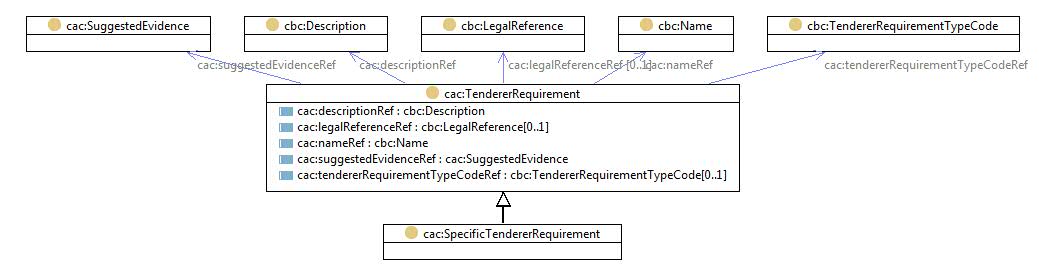 cac:SuggestedEvidence
cbc:Description
cbc:LegalReference
cbc:Name
cbc:TendererRequirementTypeCode
cac:suggestedEvidenceRef
cac:descriptionRef
cac:legalReferenceRef [0..1]
cac:nameRef
cac:tendererRequirementTypeCodeRef
cac:TendererRequirement
cac:descriptionRef : cbc:Description
cac:legalReferenceRef : cbc:LegalReference[0..1]
cac:nameRef : cbc:Name
cac:suggestedEvidenceRef : cac:SuggestedEvidence
cac:tendererRequirementTypeCodeRef : cbc:TendererRequirementTypeCode[0..1]
cac:SpecificTendererRequirement